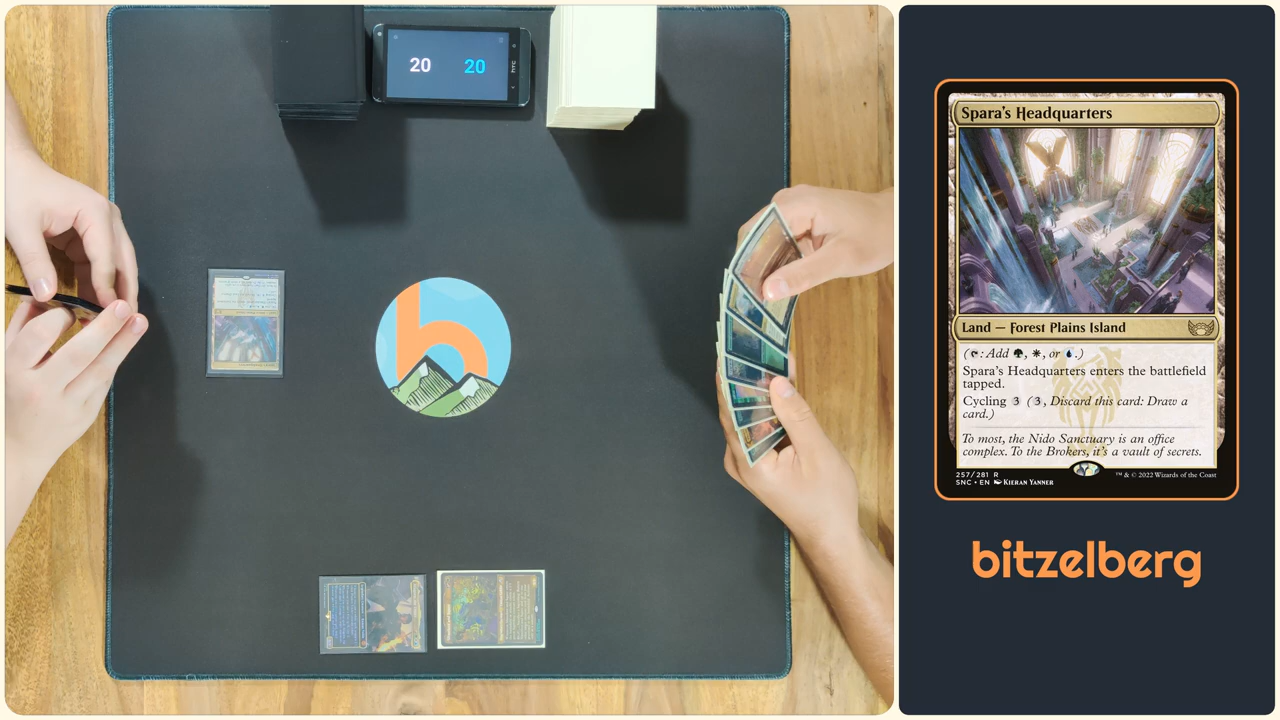 20 20
hTC
Spara's Headquarters
Land — Forest Plains Island
(: Add , , or .)
Spara's Headquarters enters the battlefield
tapped.
Cycling 3 (3, Discard this card: Draw a
card.)
To most, the Nido Sanctuary is an office
complex. To the Brokers, it's a vault of secrets.
257/281 R
SNC • EN KIERAN YANNER
™ & © 2022 Wizards of the Coast
bitzelberg